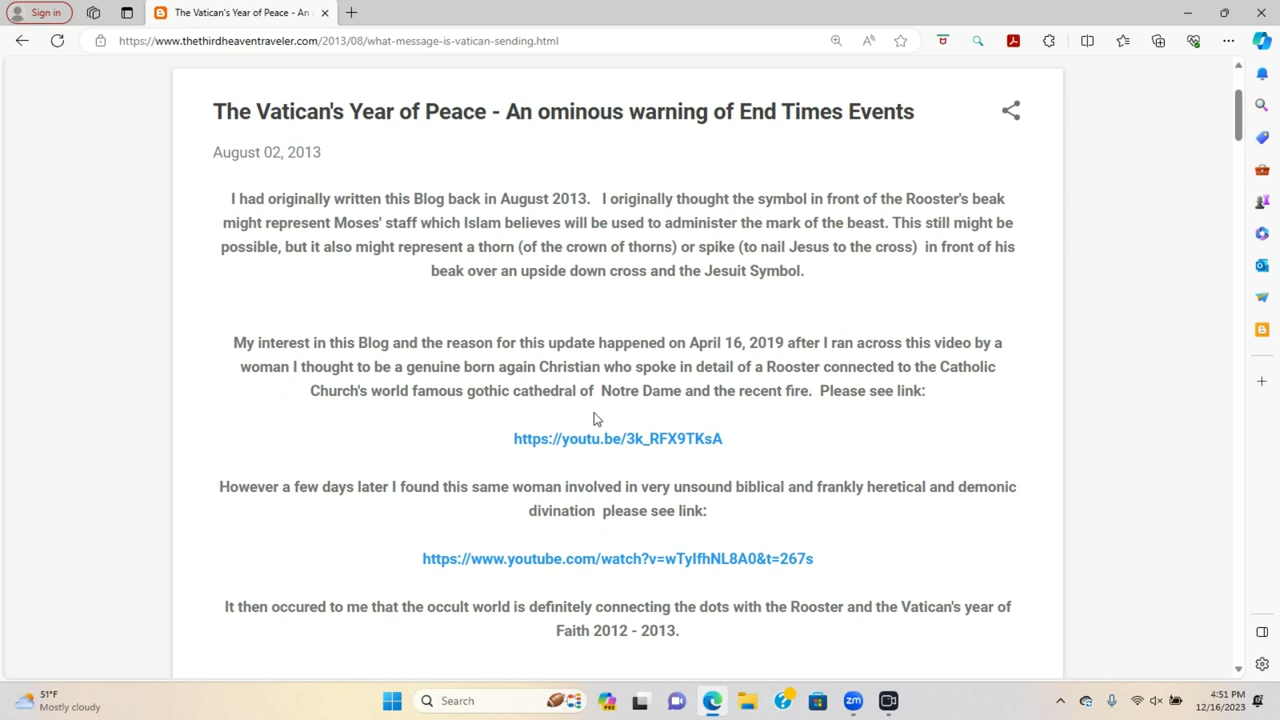 Sign in
The Vatican's Year of Peace - An
https://www.thethirdheaventraveler.com/2013/08/what-message-is-vatican-sending.html
The Vatican's Year of Peace - An ominous warning of End Times Events
August 02, 2013
I had originally written this Blog back in August 2013. I originally thought the symbol in front of the Rooster's beak
might represent Moses' staff which Islam believes will be used to administer the mark of the beast. This still might be
possible, but it also might represent a thorn (of the crown of thorns) or spike (to nail Jesus to the cross) in front of his
beak over an upside down cross and the Jesuit Symbol.
My interest in this Blog and the reason for this update happened on April 16, 2019 after I ran across this video by a
woman I thought to be a genuine born again Christian who spoke in detail of a Rooster connected to the Catholic
Church's world famous gothic cathedral of Notre Dame and the recent fire. Please see link:
https://youtu.be/3k_RFX9TKsA
However a few days later I found this same woman involved in very unsound biblical and frankly heretical and demonic
divination please see link:
https://www.youtube.com/watch?v=wTylfhNL8A0&t=267s
It then occured to me that the occult world is definitely connecting the dots with the Rooster and the Vatican's year of
Faith 2012 - 2013.
51°F
Mostly cloudy
Search
4:51 PM
12/16/2023